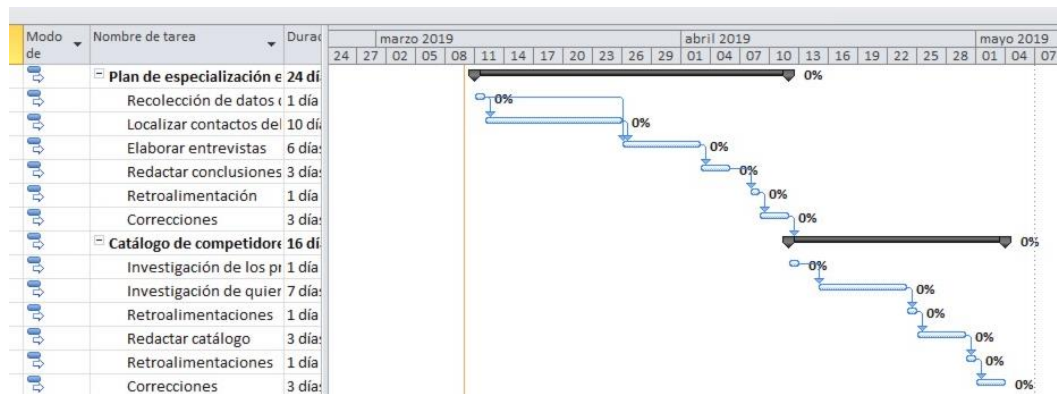 Modo de
Nombre de tarea
Durac
marzo 2019
abril 2019
mayo 2019
24 27 02 05 08 11 14 17 20 23 26 29 01 04 07 10 13 16 19 22 25 28 01 04 07
Plan de especialización e 24 dí 0%
Recolección de datos 1 día 0%
Localizar contactos del 10 día 0%
Elaborar entrevistas 6 días 0%
Redactar conclusiones 3 días 0%
Retroalimentación 1 día 0%
Correcciones 3 días 0%
Catálogo de competidore 16 dí 0%
Investigación de los pr 1 día 0%
Investigación de quier 7 días 0%
Retroalimentaciones 1 día 0%
Redactar catálogo 3 días 0%
Retroalimentaciones 1 día 0%
Correcciones 3 días 0%